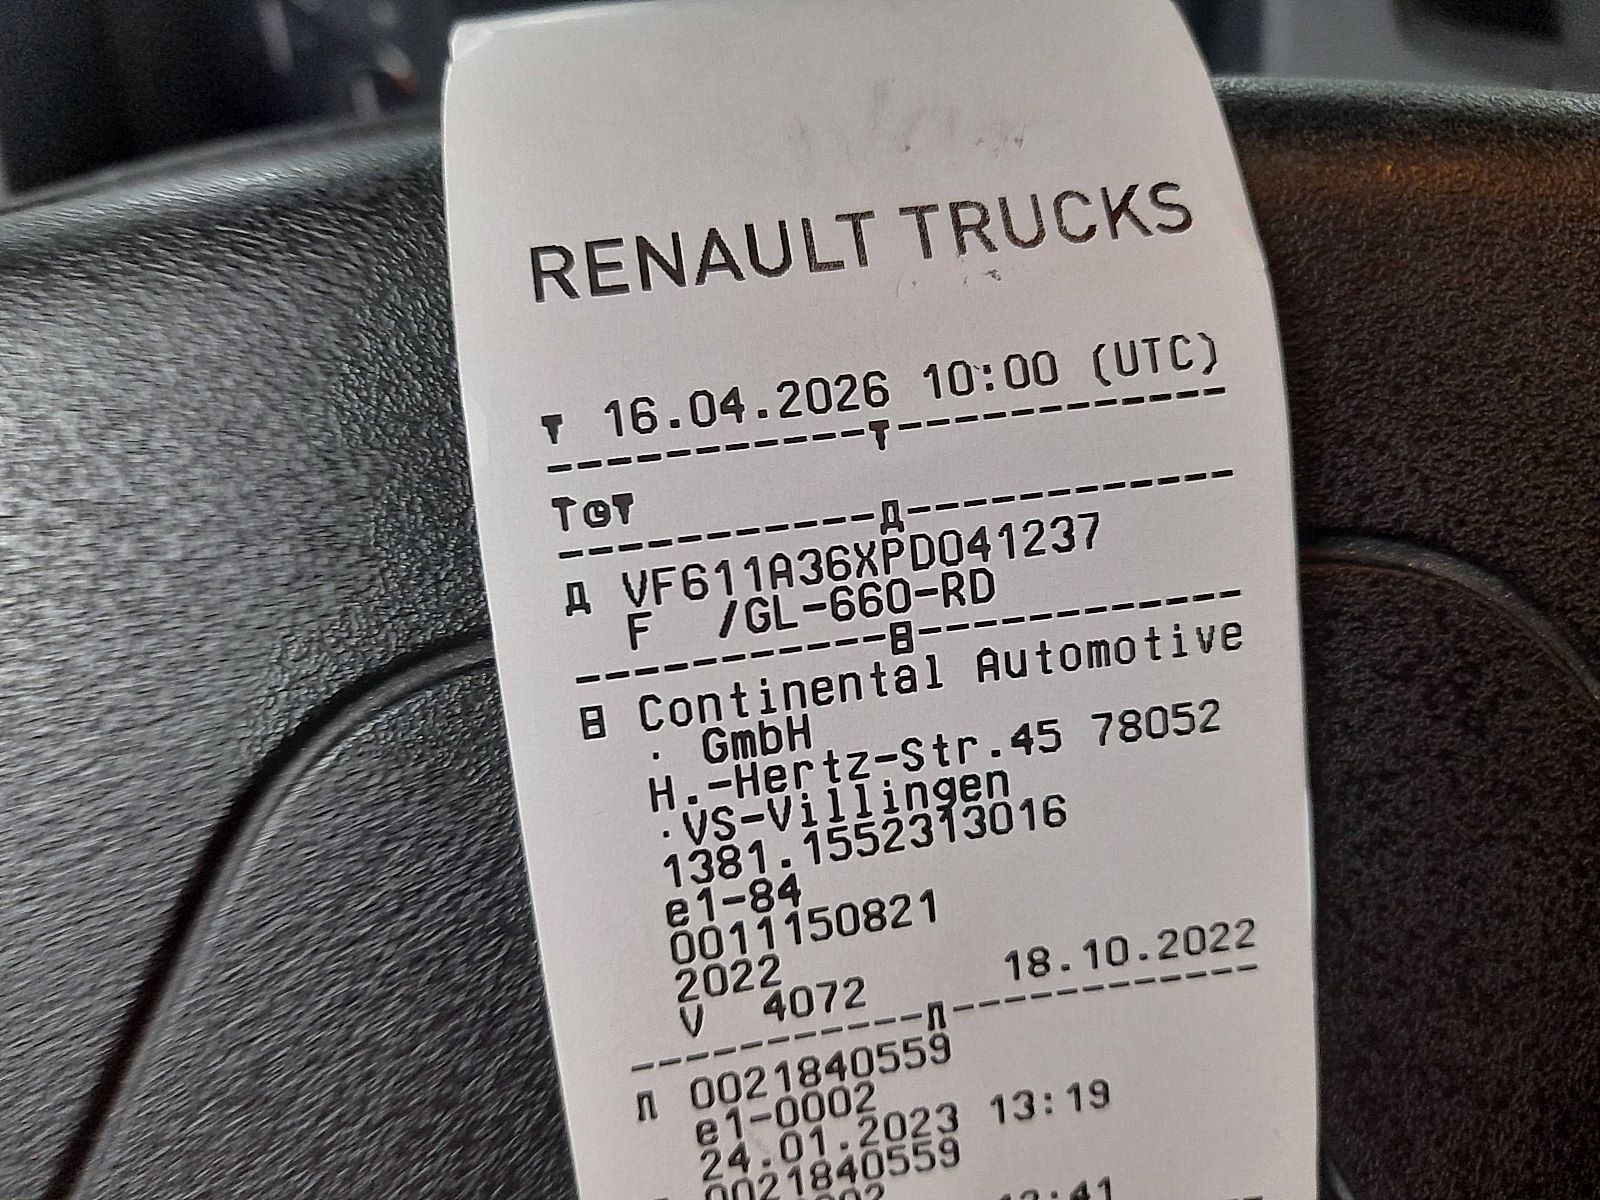 RENAULT TRUCKS
▼ 16.04.2026 10:00 (UTC)
----------T------------
T⊕▼
-----------Д------------
Д VF611A36XPD041237
F /GL-660-RD
-----------B------------
B Continental Automotive
. GmbH
H.-Hertz-Str.45 78052
.VS-Villingen
1381.1552313016
e1-84
0011150821
2022
V 4072 18.10.2022
-----------П------------
П 0021840559
e1-0002
24.01.2023 13:19
0021840559